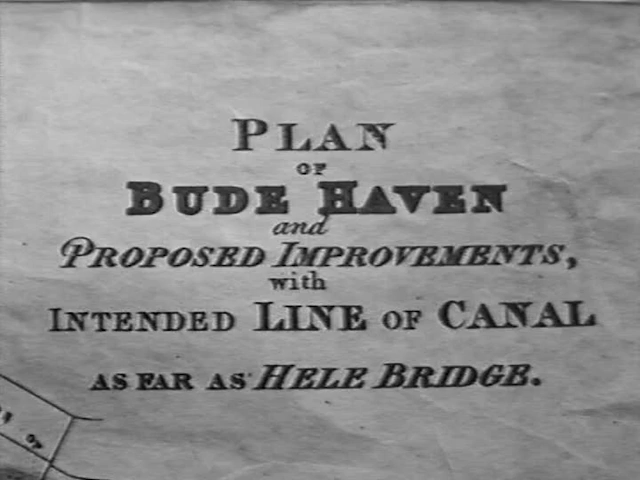 PLAN
OF
BUDE HAVEN
and
PROPOSED IMPROVEMENTS,
with
INTENDED LINE OF CANAL
AS FAR AS HELE BRIDGE.